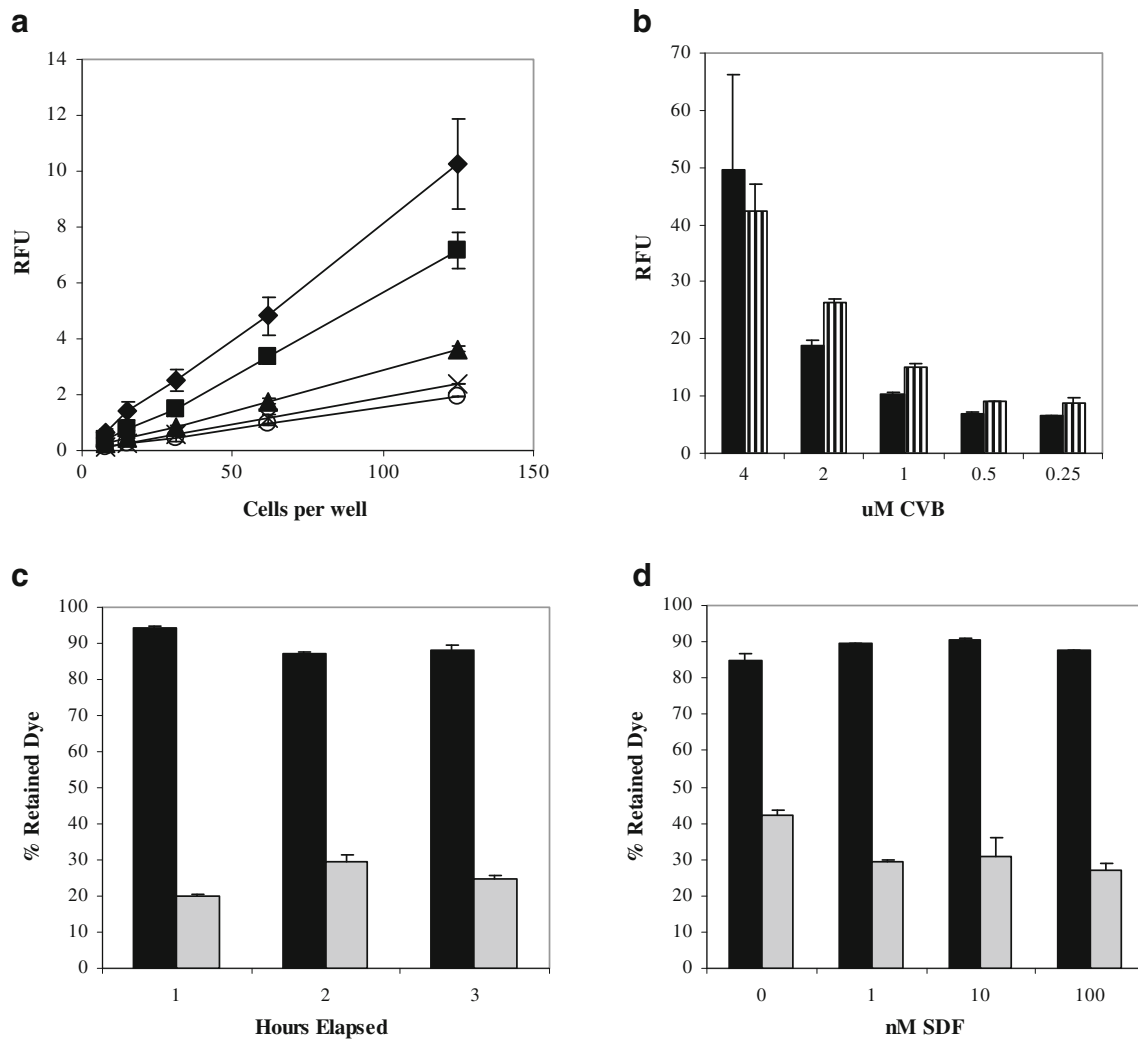 a
14
12
10
8
6
4
2
0
RFU
0 50 100 150
Cells per well
b
70
60
50
40
30
20
10
0
RFU
4 2 1 0.5 0.25
uM CVB
c
100
90
80
70
60
50
40
30
20
10
0
% Retained Dye
1 2 3
Hours Elapsed
d
100
90
80
70
60
50
40
30
20
10
0
% Retained Dye
0 1 10 100
nM SDF